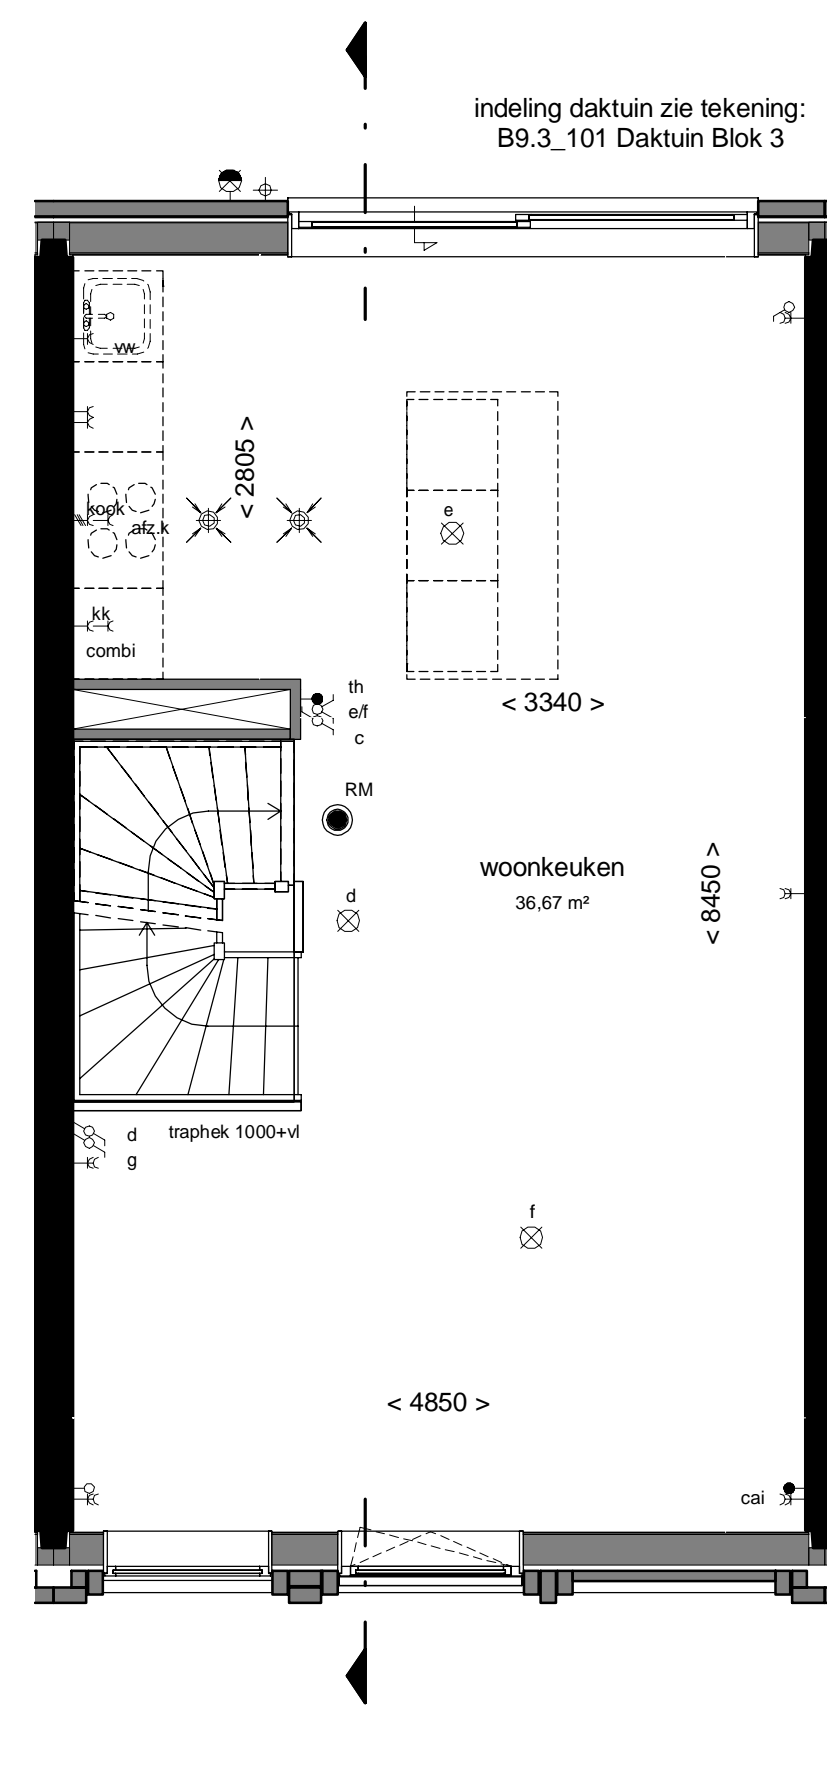 indeling daktuin zie tekening:
B9.3_101 Daktuin Blok 3
vw
< 2805 >
kook
afz.k
e
kk
combi
th
e/f
c
< 3340 >
RM
woonkeuken
36,67 m²
< 8450 >
d
d
traphek 1000+vl
g
f
< 4850 >
cai